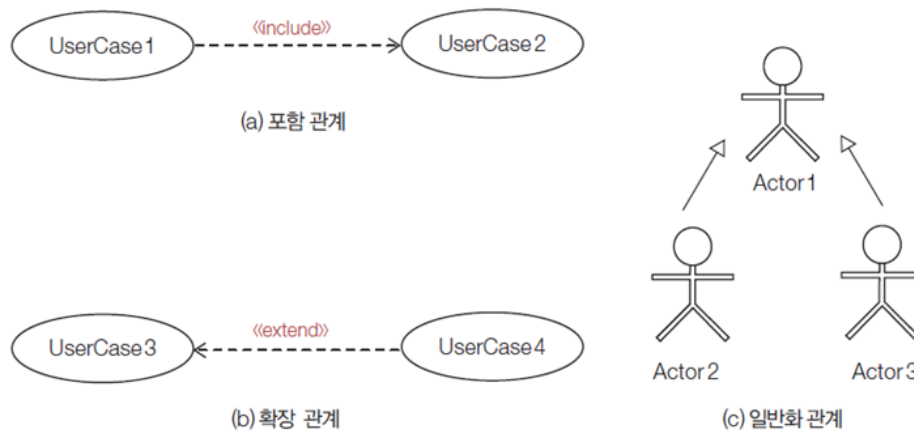 UserCase1
《include》
UserCase2
(a) 포함 관계
Actor1
UserCase3
《extend》
UserCase4
(b) 확장 관계
Actor2
Actor3
(c) 일반화 관계